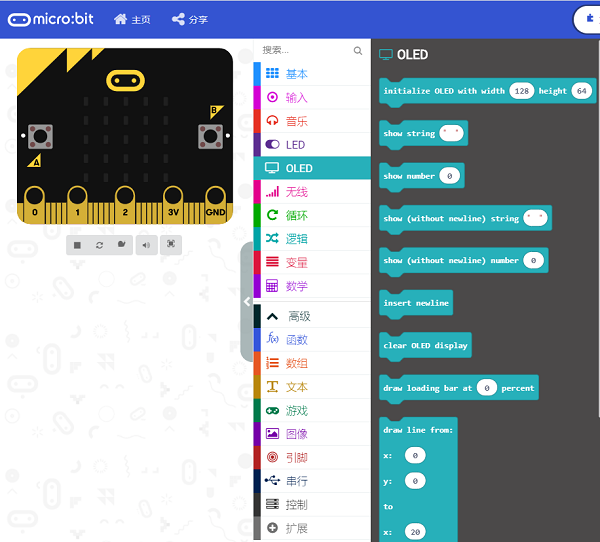 micro:bit 主页 分享
B
A
0 1 2 3V GND
搜索...
基本
输入
音乐
LED
OLED
无线
循环
逻辑
变量
数学
高级
f(x) 函数
数组
文本
游戏
图像
引脚
串行
控制
扩展
OLED
initialize OLED with width 128 height 64
show string " "
show number 0
show (without newline) string " "
show (without newline) number 0
insert newline
clear OLED display
draw loading bar at 0 percent
draw line from:
x: 0
y: 0
to
x: 20